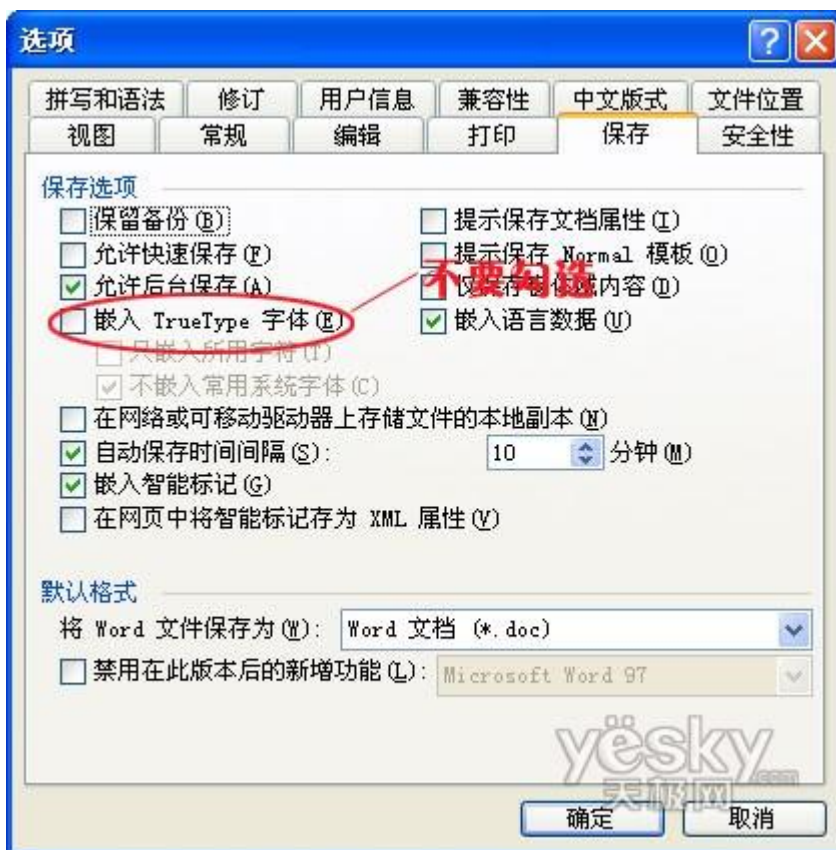 选项
拼写和语法 修订 用户信息 兼容性 中文版式 文件位置
视图 常规 编辑 打印 保存 安全性
保存选项
保留备份(B) 提示保存文档属性(I)
允许快速保存(F) 提示保存 Normal 模板(O)
允许后台保存(A) 仅保存窗体域内容(D)
不要勾选
嵌入 TrueType 字体(E) 嵌入语言数据(U)
只嵌入所用字符(T)
不嵌入常用系统字体(C)
在网络或可移动驱动器上存储文件的本地副本(N)
自动保存时间间隔(S): 10 分钟(M)
嵌入智能标记(G)
在网页中将智能标记存为 XML 属性(V)
默认格式
将 Word 文件保存为(W): Word 文档 (*.doc)
禁用在此版本后的新增功能(L): Microsoft Word 97
yësky.com
天极网
确定 取消